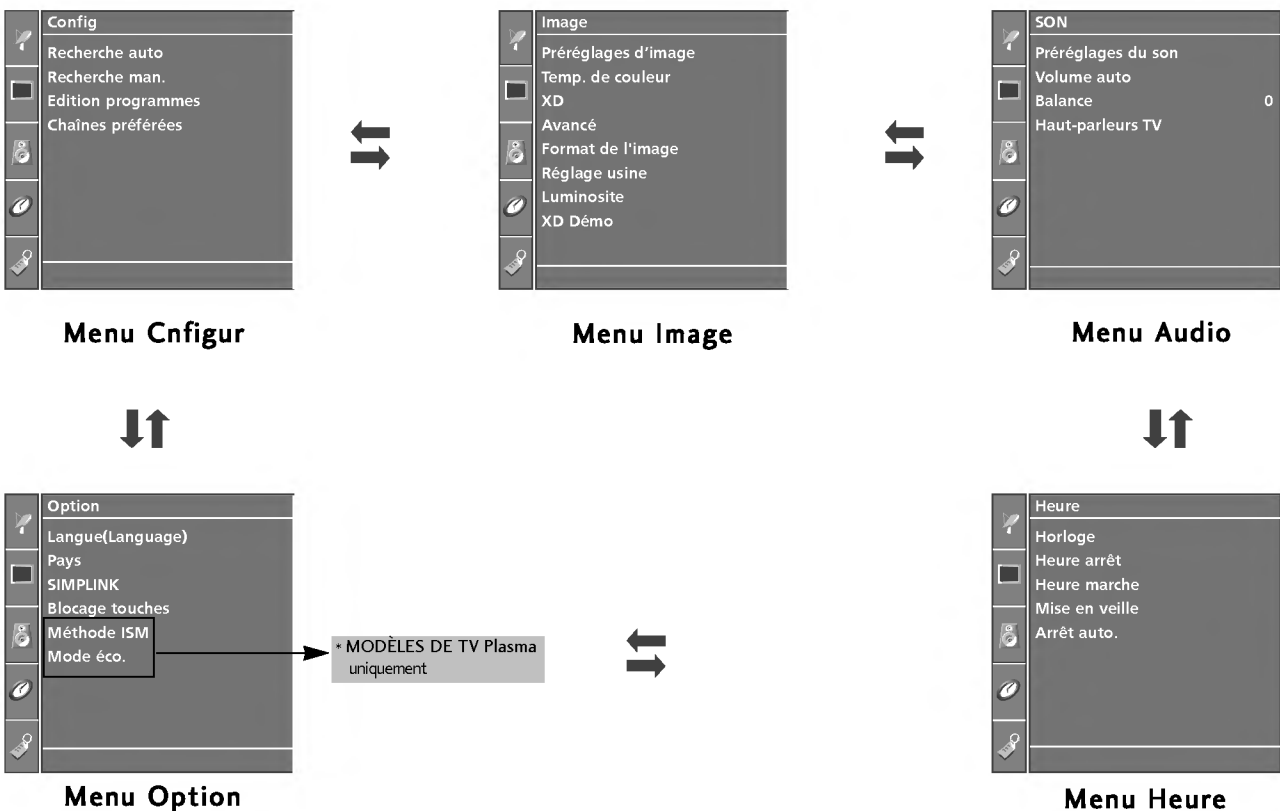 Config
Recherche auto
Recherche man.
Edition programmes
Chaînes préférées
Menu Cnfigur
Image
Préréglages d'image
Temp. de couleur
XD
Avancé
Format de l'image
Réglage usine
Luminosite
XD Démo
Menu Image
SON
Préréglages du son
Volume auto
Balance 0
Haut-parleurs TV
Menu Audio
Option
Langue(Language)
Pays
SIMPLINK
Blocage touches
Méthode ISM
Mode éco.
* MODÈLES DE TV Plasma
uniquement
Menu Option
Heure
Horloge
Heure arrêt
Heure marche
Mise en veille
Arrêt auto.
Menu Heure